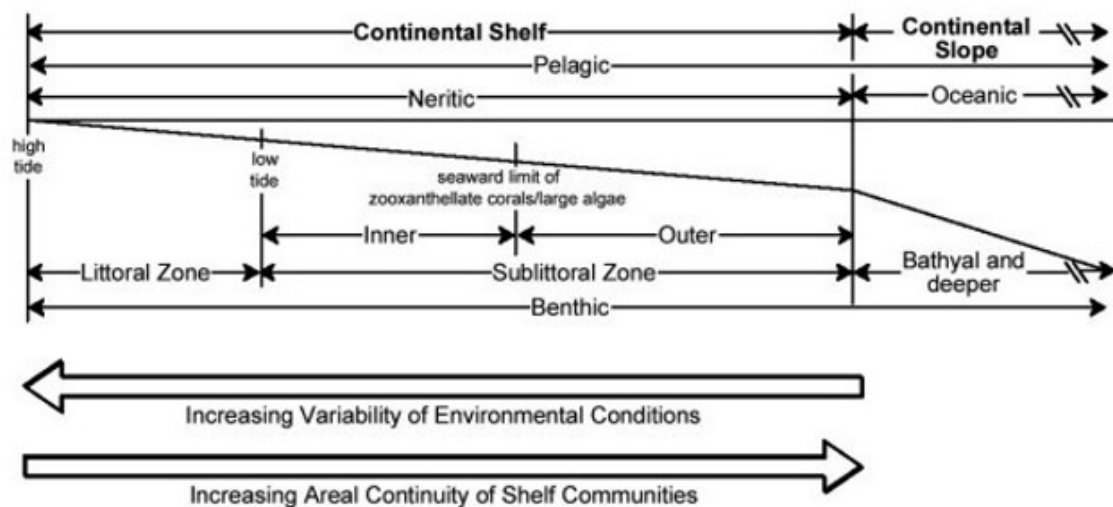 Continental Shelf
Continental
Slope
Pelagic
Neritic
Oceanic
high
tide
low
tide
seaward limit of
zooxanthellate corals/large algae
Inner
Outer
Littoral Zone
Sublittoral Zone
Bathyal and
deeper
Benthic
Increasing Variability of Environmental Conditions
Increasing Areal Continuity of Shelf Communities